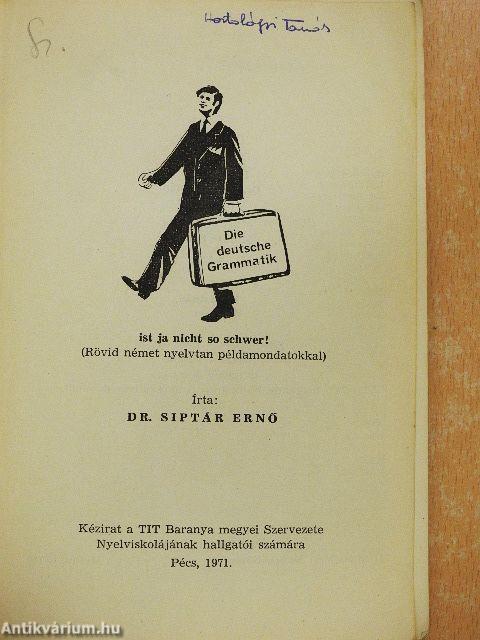 Die
deutsche
Grammatik
ist ja nicht so schwer!
(Rövid német nyelvtan példamondatokkal)
Írta:
DR. SIPTÁR ERNŐ
Kézirat a TIT Baranya megyei Szervezete
Nyelviskolájának hallgatói számára
Pécs, 1971.
Antikvárium.hu